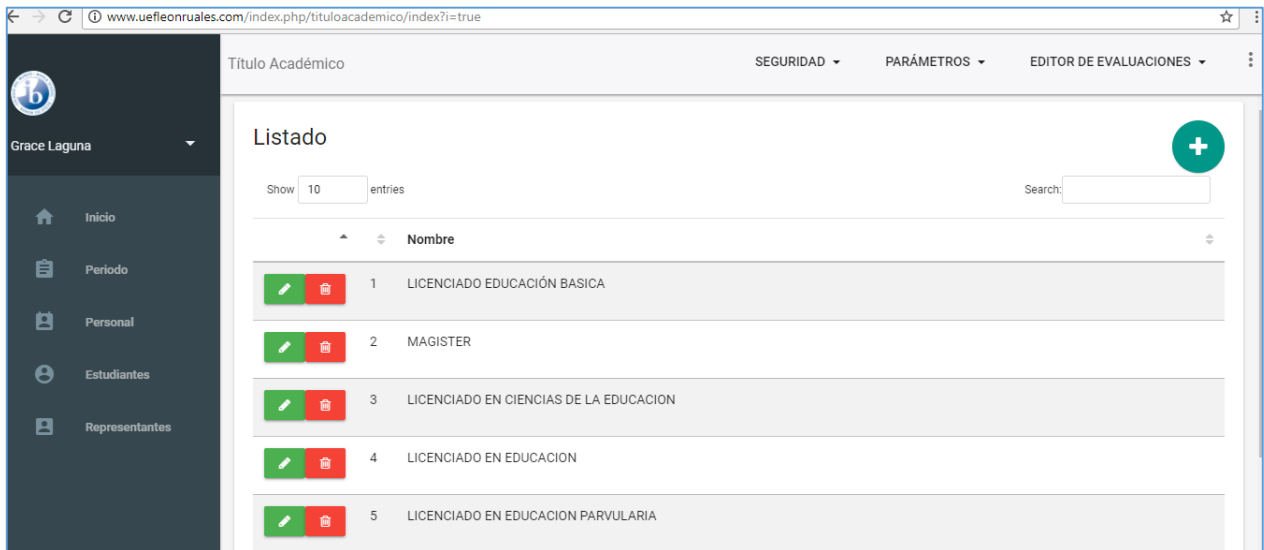 www.uefleonruales.com/index.php/tituloacademico/index?i=true
Título Académico
SEGURIDAD PARÁMETROS EDITOR DE EVALUACIONES
Grace Laguna
Inicio
Periodo
Personal
Estudiantes
Representantes
Listado
Show 10 entries Search:
Nombre
1 LICENCIADO EDUCACIÓN BASICA
2 MAGISTER
3 LICENCIADO EN CIENCIAS DE LA EDUCACION
4 LICENCIADO EN EDUCACION
5 LICENCIADO EN EDUCACION PARVULARIA